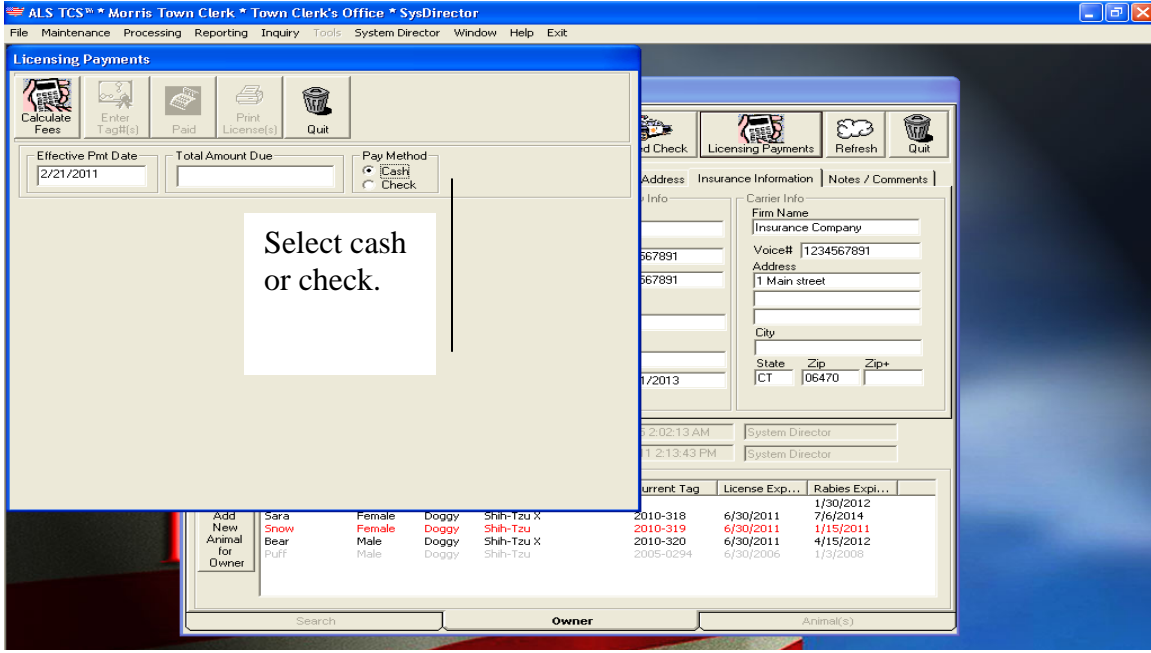 ALS TCS™ * Morris Town Clerk * Town Clerk's Office * SysDirector
File Maintenance Processing Reporting Inquiry Tools System Director Window Help Exit
Licensing Payments
Calculate Fees
Enter Tag#(s)
Paid
Print License(s)
Quit
Effective Pmt Date
2/21/2011
Total Amount Due
Pay Method
Cash
Check
Select cash
or check.
d Check
Licensing Payments
Refresh
Quit
Address Insurance Information Notes / Comments
Info
567891
567891
1/2013
Carrier Info
Firm Name
Insurance Company
Voice# 1234567891
Address
1 Main street
City
State Zip Zip+
CT 06470
2:02:13 AM System Director
11 2:13:43 PM System Director
urrent Tag License Exp... Rabies Expi...
1/30/2012
Sara Female Doggy Shih-Tzu X 2010-318 6/30/2011 7/6/2014
Snow Female Doggy Shih-Tzu 2010-319 6/30/2011 1/15/2011
Bear Male Doggy Shih-Tzu X 2010-320 6/30/2011 4/15/2012
Puff Male Doggy Shih-Tzu 2005-0294 6/30/2006 1/3/2008
Add
New
Animal
for
Owner
Search Owner Animal(s)